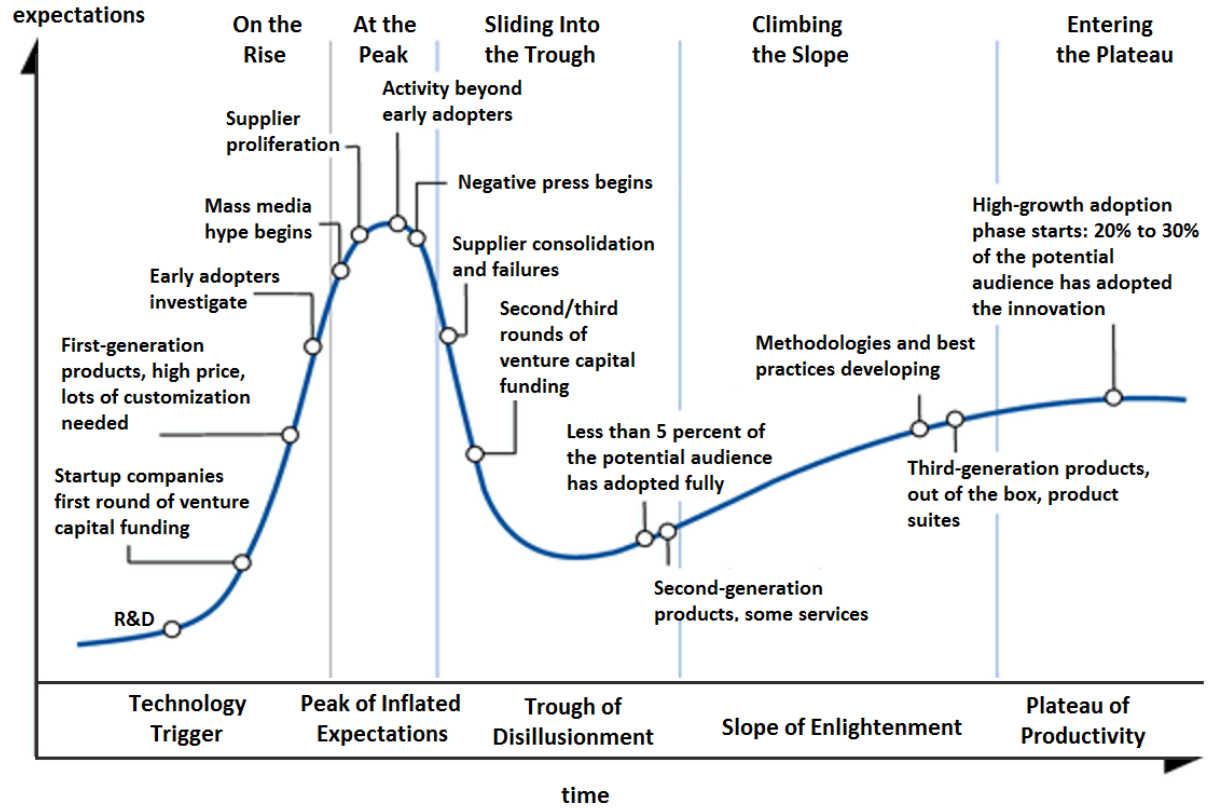 expectations
On the
Rise
At the
Peak
Sliding Into
the Trough
Climbing
the Slope
Entering
the Plateau
Activity beyond
early adopters
Supplier
proliferation
Negative press begins
Mass media
hype begins
High-growth adoption
phase starts: 20% to 30%
of the potential
audience has adopted
the innovation
Supplier consolidation
and failures
Early adopters
investigate
Second/third
rounds of
venture capital
funding
First-generation
products, high price,
lots of customization
needed
Methodologies and best
practices developing
Less than 5 percent of
the potential audience
has adopted fully
Third-generation products,
out of the box, product
suites
Startup companies
first round of venture
capital funding
Second-generation
products, some services
R&D
Technology
Trigger
Peak of Inflated
Expectations
Trough of
Disillusionment
Slope of Enlightenment
Plateau of
Productivity
time